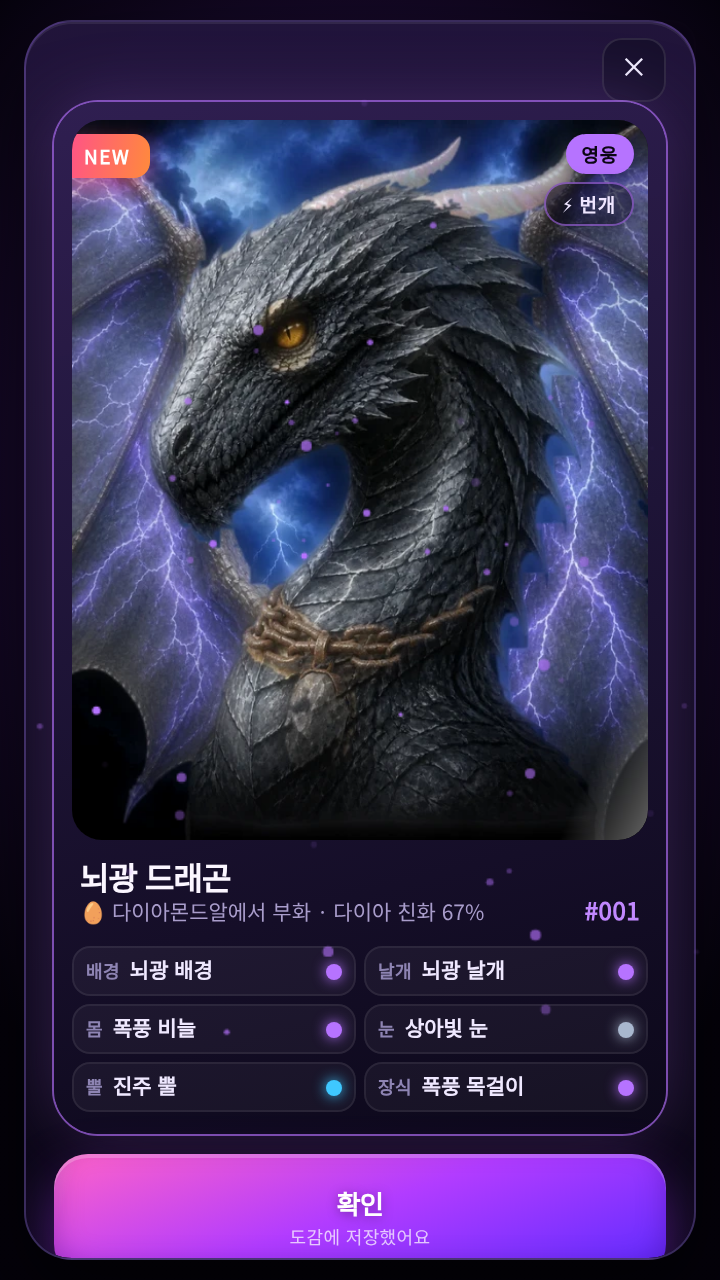 NEW
영웅
⚡ 번개
뇌광 드래곤
다이아몬드알에서 부화 · 다이아 친화 67%
#001
배경 뇌광 배경
날개 뇌광 날개
몸 폭풍 비늘
눈 상아빛 눈
뿔 진주 뿔
장식 폭풍 목걸이
확인
도감에 저장했어요